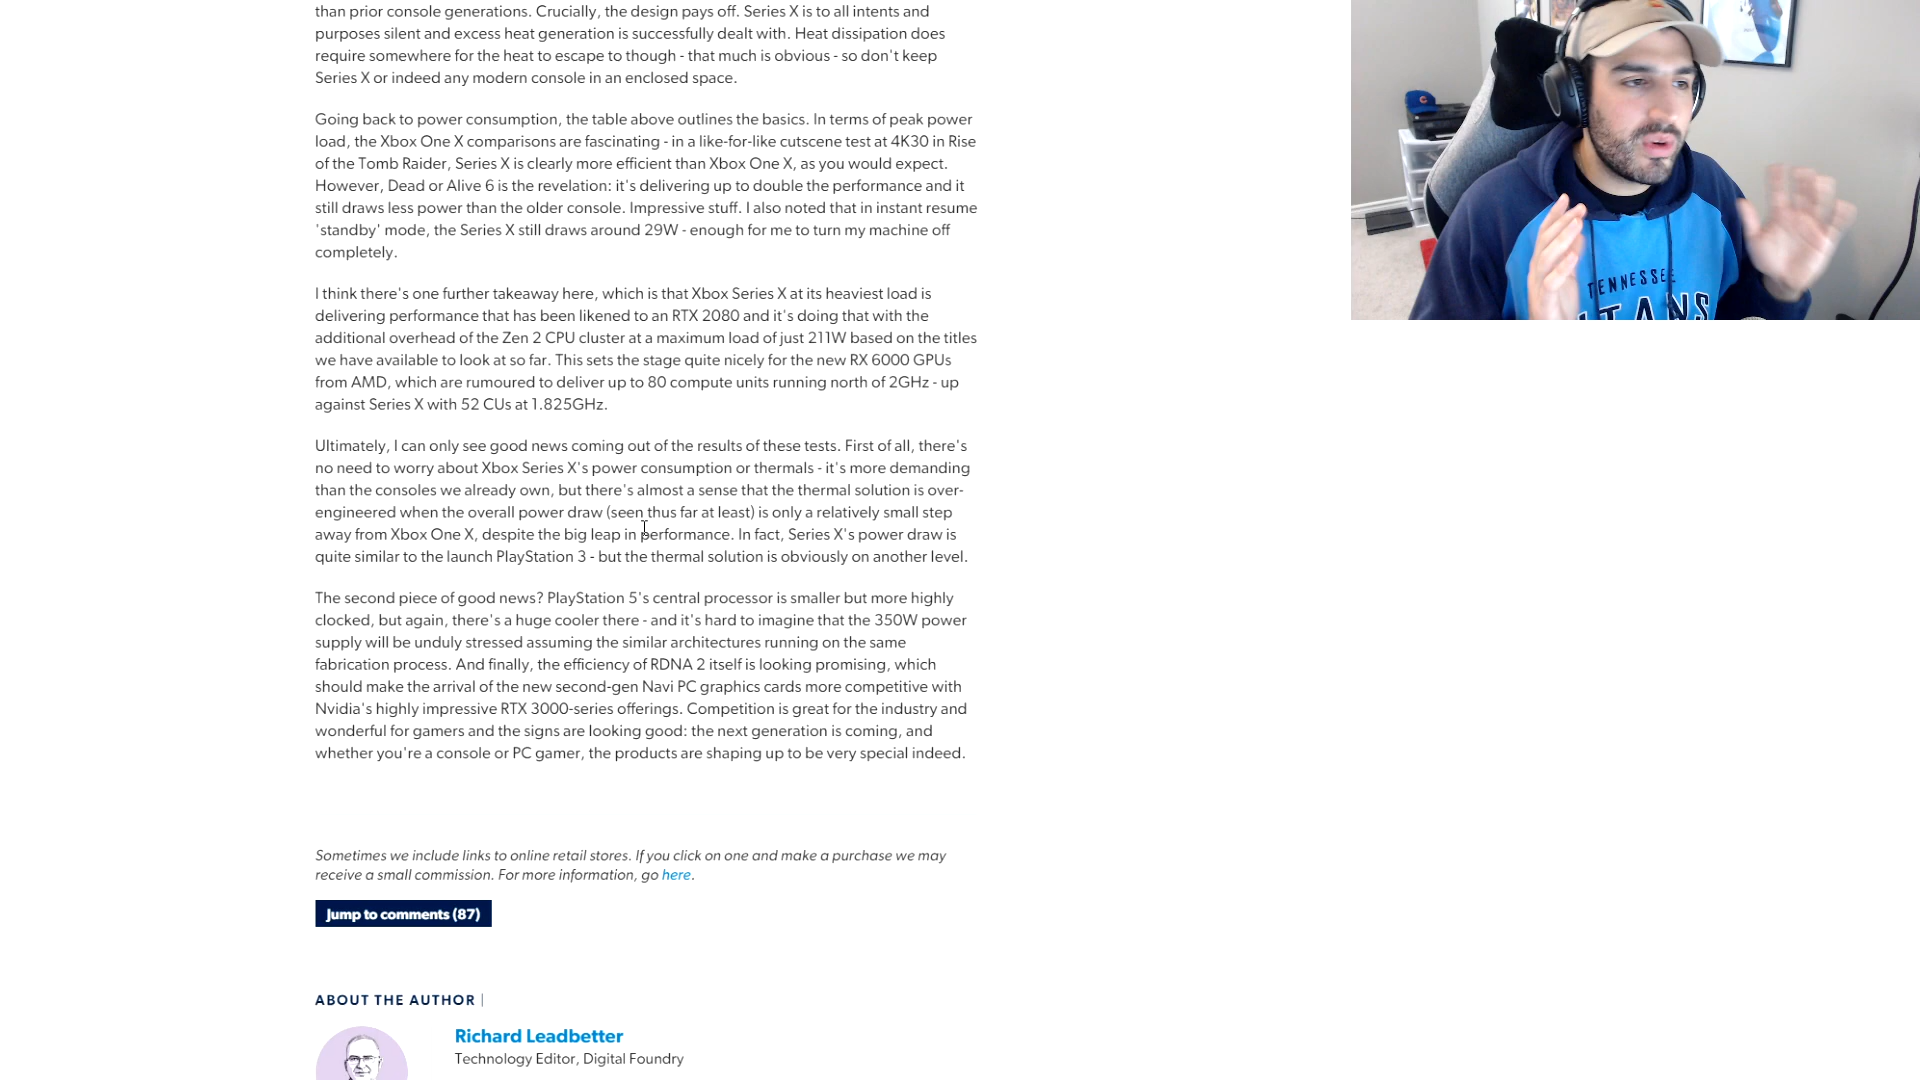 than prior console generations. Crucially, the design pays off. Series X is to all intents and
purposes silent and excess heat generation is successfully dealt with. Heat dissipation does
require somewhere for the heat to escape to though - that much is obvious - so don't keep
Series X or indeed any modern console in an enclosed space.
Going back to power consumption, the table above outlines the basics. In terms of peak power
load, the Xbox One X comparisons are fascinating - in a like-for-like cutscene test at 4K30 in Rise
of the Tomb Raider, Series X is clearly more efficient than Xbox One X, as you would expect.
However, Dead or Alive 6 is the revelation: it's delivering up to double the performance and it
still draws less power than the older console. Impressive stuff. I also noted that in instant resume
'standby' mode, the Series X still draws around 29W - enough for me to turn my machine off
completely.
I think there's one further takeaway here, which is that Xbox Series X at its heaviest load is
delivering performance that has been likened to an RTX 2080 and it's doing that with the
additional overhead of the Zen 2 CPU cluster at a maximum load of just 211W based on the titles
we have available to look at so far. This sets the stage quite nicely for the new RX 6000 GPUs
from AMD, which are rumoured to deliver up to 80 compute units running north of 2GHz - up
against Series X with 52 CUs at 1.825GHz.
Ultimately, I can only see good news coming out of the results of these tests. First of all, there's
no need to worry about Xbox Series X's power consumption or thermals - it's more demanding
than the consoles we already own, but there's almost a sense that the thermal solution is over-
engineered when the overall power draw (seen thus far at least) is only a relatively small step
away from Xbox One X, despite the big leap in performance. In fact, Series X's power draw is
quite similar to the launch PlayStation 3 - but the thermal solution is obviously on another level.
The second piece of good news? PlayStation 5's central processor is smaller but more highly
clocked, but again, there's a huge cooler there - and it's hard to imagine that the 350W power
supply will be unduly stressed assuming the similar architectures running on the same
fabrication process. And finally, the efficiency of RDNA 2 itself is looking promising, which
should make the arrival of the new second-gen Navi PC graphics cards more competitive with
Nvidia's highly impressive RTX 3000-series offerings. Competition is great for the industry and
wonderful for gamers and the signs are looking good: the next generation is coming, and
whether you're a console or PC gamer, the products are shaping up to be very special indeed.
Sometimes we include links to online retail stores. If you click on one and make a purchase we may
receive a small commission. For more information, go here.
Jump to comments (87)
ABOUT THE AUTHOR |
Richard Leadbetter
Technology Editor, Digital Foundry
TENNESSEE
TITANS